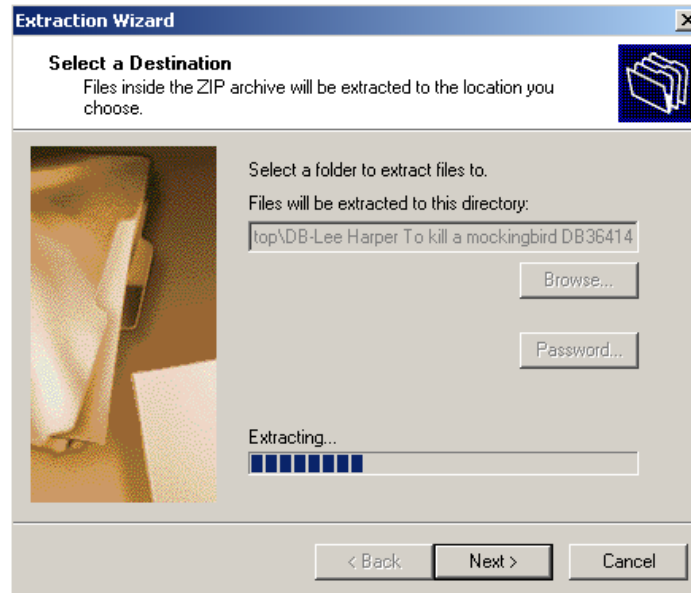 Extraction Wizard
Select a Destination
Files inside the ZIP archive will be extracted to the location you
choose.
Select a folder to extract files to.
Files will be extracted to this directory:
top\DB-Lee Harper To kill a mockingbird DB36414
Browse...
Password...
Extracting...
< Back
Next >
Cancel